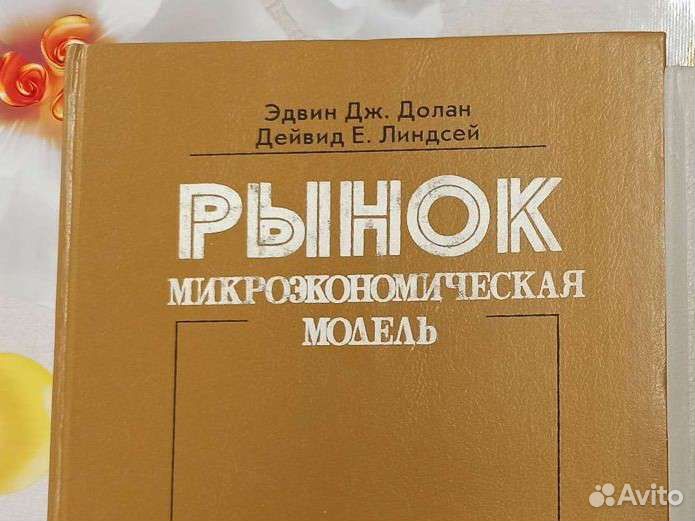 Эдвин Дж. Долан
Дейвид Е. Линдсей
РЫНОК
МИКРОЭКОНОМИЧЕСКАЯ
МОДЕЛЬ
Avito